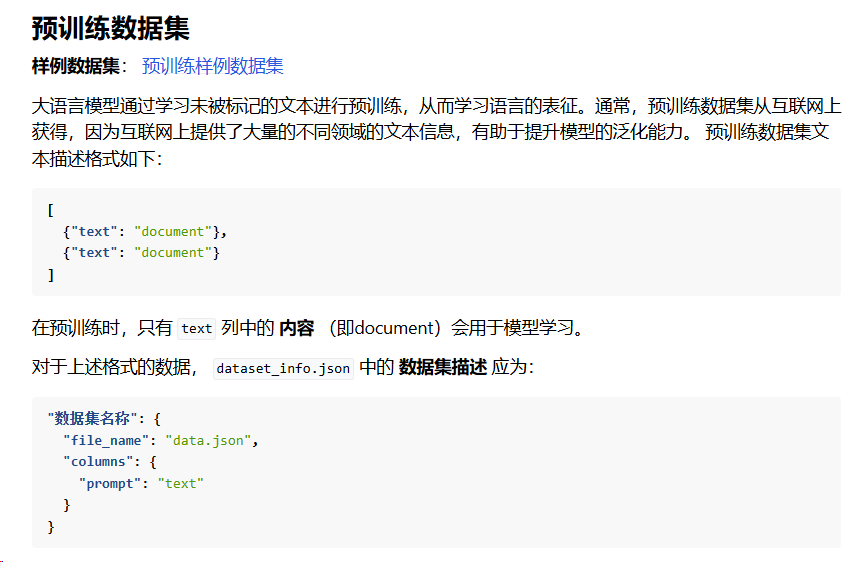 预训练数据集
样例数据集： 预训练样例数据集
大语言模型通过学习未被标记的文本进行预训练，从而学习语言的表征。通常，预训练数据集从互联网上
获得，因为互联网上提供了大量的不同领域的文本信息，有助于提升模型的泛化能力。 预训练数据集文
本描述格式如下：
[
  {"text": "document"},
  {"text": "document"}
]
在预训练时，只有 text 列中的 内容 （即document）会用于模型学习。
对于上述格式的数据， dataset_info.json 中的 数据集描述 应为：
"数据集名称": {
  "file_name": "data.json",
  "columns": {
    "prompt": "text"
  }
}